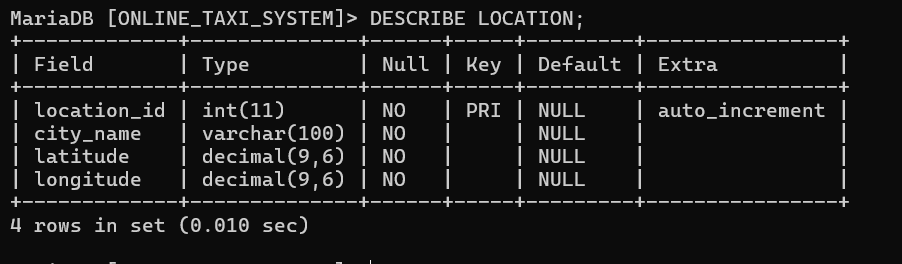 MariaDB [ONLINE_TAXI_SYSTEM]> DESCRIBE LOCATION;
+-------------+--------------+------+-----+---------+----------------+
| Field       | Type         | Null | Key | Default | Extra          |
+-------------+--------------+------+-----+---------+----------------+
| location_id | int(11)      | NO   | PRI | NULL    | auto_increment |
| city_name   | varchar(100) | NO   |     | NULL    |                |
| latitude    | decimal(9,6) | NO   |     | NULL    |                |
| longitude   | decimal(9,6) | NO   |     | NULL    |                |
+-------------+--------------+------+-----+---------+----------------+
4 rows in set (0.010 sec)